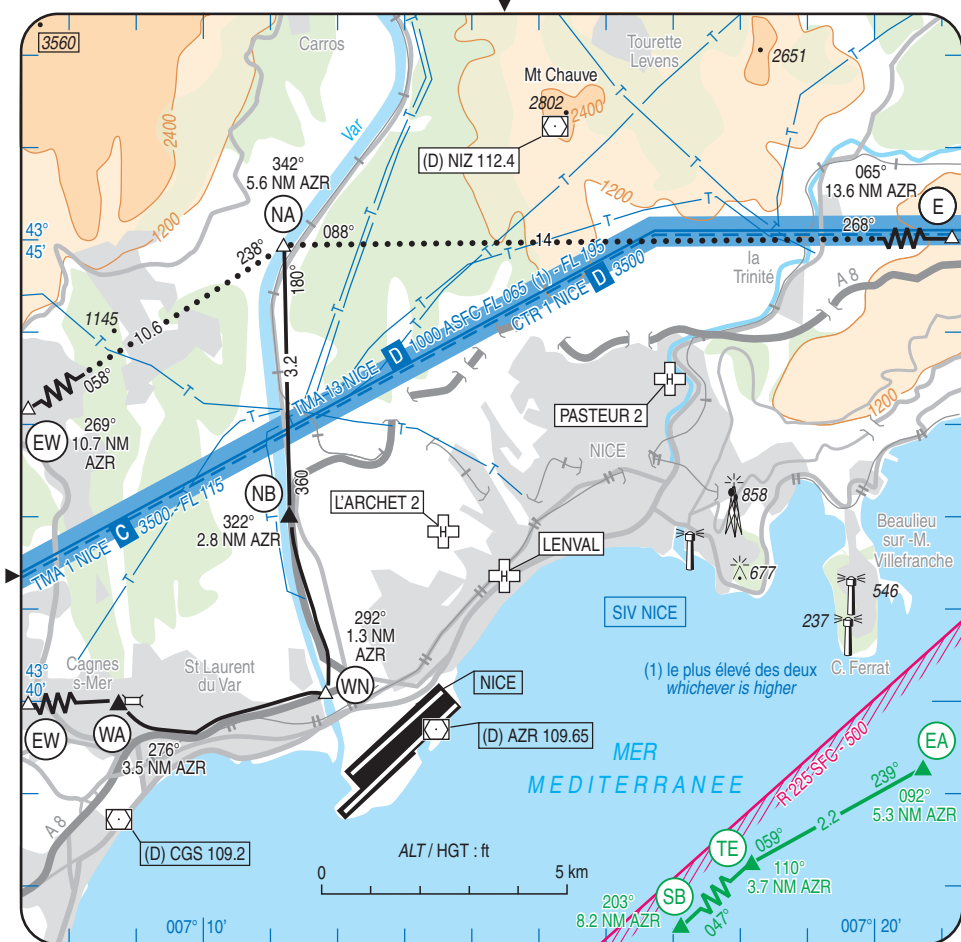 3560
Carros
Tourette
Levens
2651
Mt Chauve
2802
2400
2400
Var
(D) NIZ 112.4
342°
5.6 NM AZR
NA
065°
13.6 NM AZR
E
1200
1200
43°
45'
088°
14
268°
238°
180°
la
Trinité
A 8
1145
10.6
058°
3.2
TMA 13 NICE D 1000 ASFC FL 065 (1) - FL 195
CTR 1 NICE D 3500
EW
269°
10.7 NM
AZR
PASTEUR 2
1200
NICE
360
NB
322°
2.8 NM AZR
L'ARCHET 2
858
TMA 1 NICE C 3500 - FL 115
LENVAL
Beaulieu
sur -M.
Villefranche
677
546
237
SIV NICE
292°
1.3 NM
AZR
C. Ferrat
43°
40'
Cagnes
s-Mer
St Laurent
du Var
WN
NICE
(1) le plus élevé des deux
whichever is higher
EW
WA
276°
3.5 NM AZR
(D) AZR 109.65
MER
MEDITERRANEE
R 225 SFC - 500
EA
239°
092°
5.3 NM AZR
2.2
A 8
(D) CGS 109.2
ALT / HGT : ft
0
5 km
TE
059°
110°
3.7 NM AZR
SB
203°
8.2 NM AZR
047°
007° 10'
007° 20'